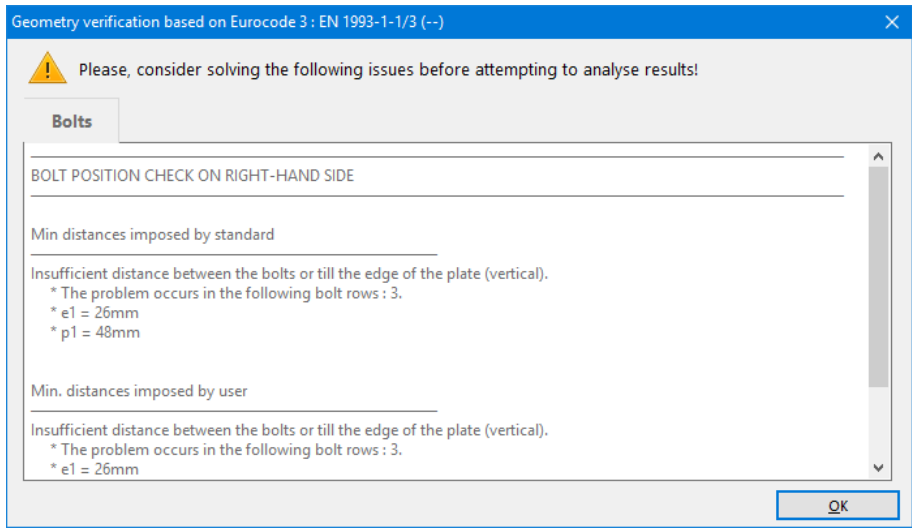 Geometry verification based on Eurocode 3 : EN 1993-1-1/3 (--)
Please, consider solving the following issues before attempting to analyse results!
Bolts
BOLT POSITION CHECK ON RIGHT-HAND SIDE
Min distances imposed by standard
Insufficient distance between the bolts or till the edge of the plate (vertical).
* The problem occurs in the following bolt rows : 3.
* e1 = 26mm
* p1 = 48mm
Min. distances imposed by user
Insufficient distance between the bolts or till the edge of the plate (vertical).
* The problem occurs in the following bolt rows : 3.
* e1 = 26mm
OK